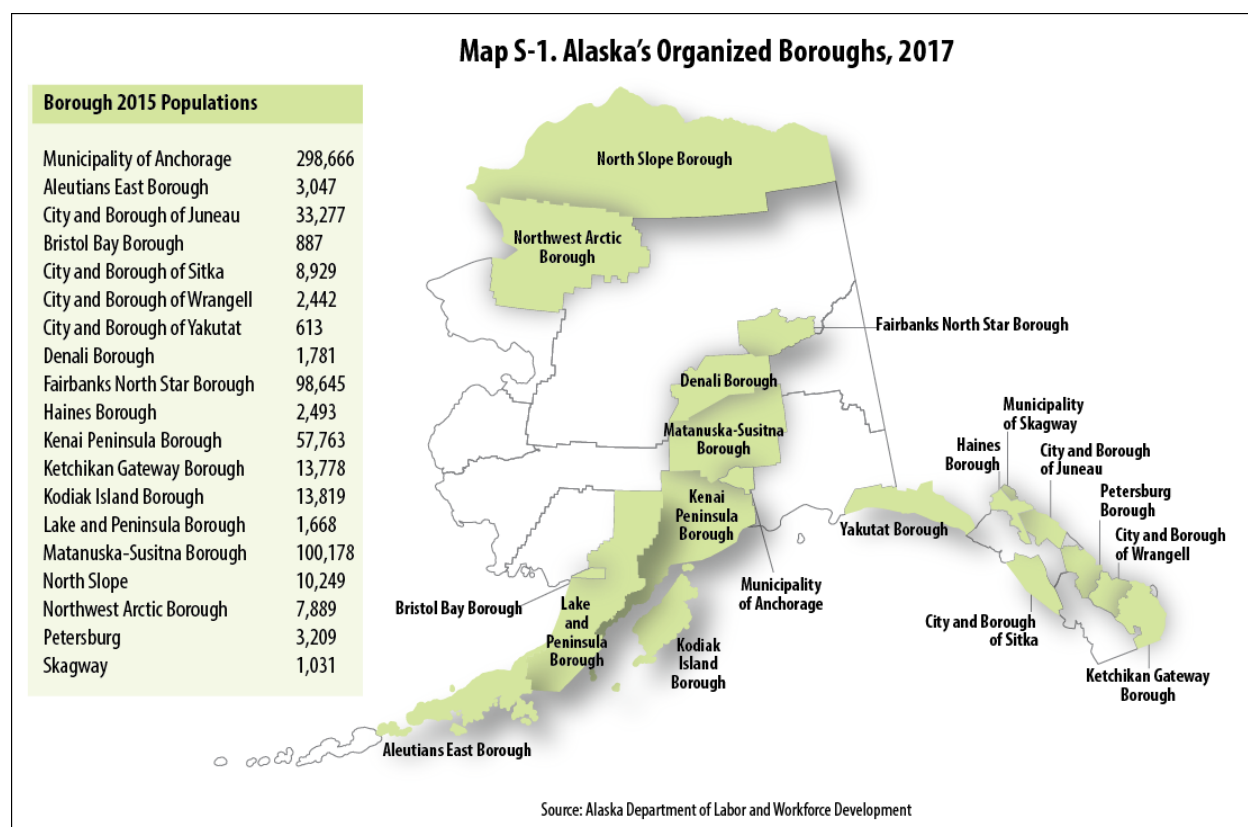 Map S-1. Alaska's Organized Boroughs, 2017
Borough 2015 Populations
Municipality of Anchorage 298,666
Aleutians East Borough 3,047
City and Borough of Juneau 33,277
Bristol Bay Borough 887
City and Borough of Sitka 8,929
City and Borough of Wrangell 2,442
City and Borough of Yakutat 613
Denali Borough 1,781
Fairbanks North Star Borough 98,645
Haines Borough 2,493
Kenai Peninsula Borough 57,763
Ketchikan Gateway Borough 13,778
Kodiak Island Borough 13,819
Lake and Peninsula Borough 1,668
Matanuska-Susitna Borough 100,178
North Slope 10,249
Northwest Arctic Borough 7,889
Petersburg 3,209
Skagway 1,031
North Slope Borough
Northwest Arctic
Borough
Fairbanks North Star Borough
Denali Borough
Matanuska-Susitna
Borough
Kenai
Peninsula
Borough
Municipality
of Anchorage
Bristol Bay Borough
Lake
and
Peninsula
Borough
Kodiak
Island
Borough
Aleutians East Borough
Yakutat Borough
Haines
Borough
Municipality
of Skagway
City and Borough
of Juneau
Petersburg
Borough
City and Borough
of Wrangell
City and Borough
of Sitka
Ketchikan Gateway
Borough
Source: Alaska Department of Labor and Workforce Development